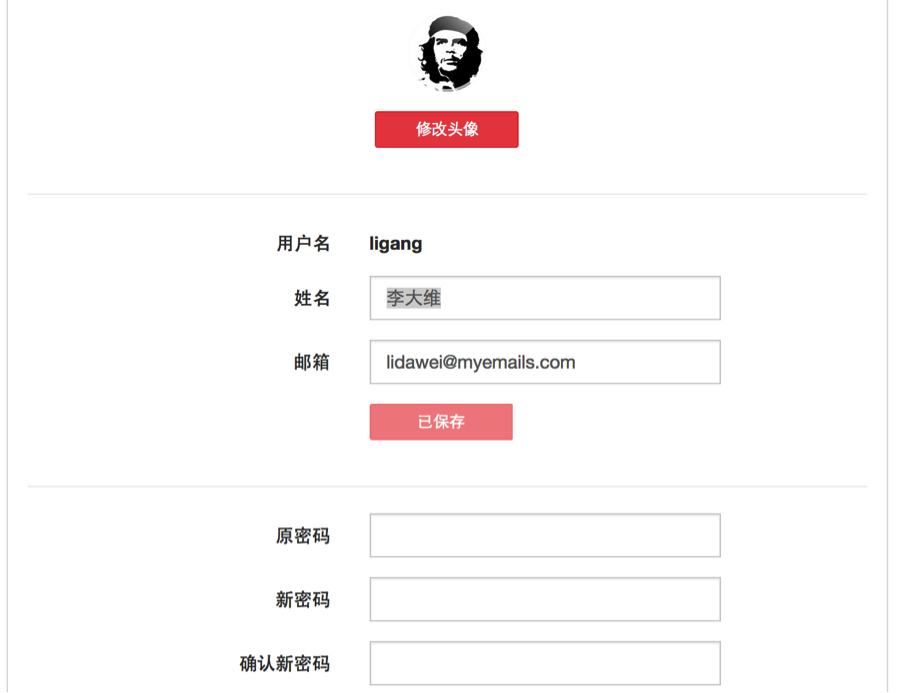 修改头像
用户名 ligang
姓名 李大维
邮箱 lidawei@myemails.com
已保存
原密码
新密码
确认新密码